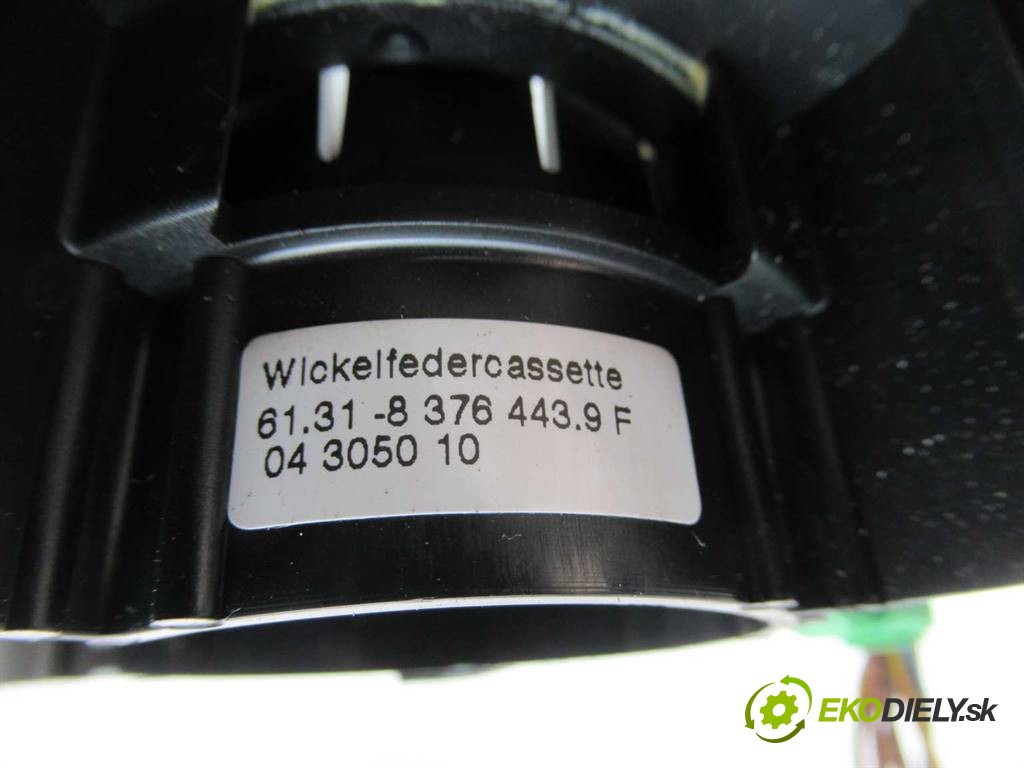 Wickelfedercassette
61.31 -8 376 443.9 F
04 3050 10
EKODIELY.sk